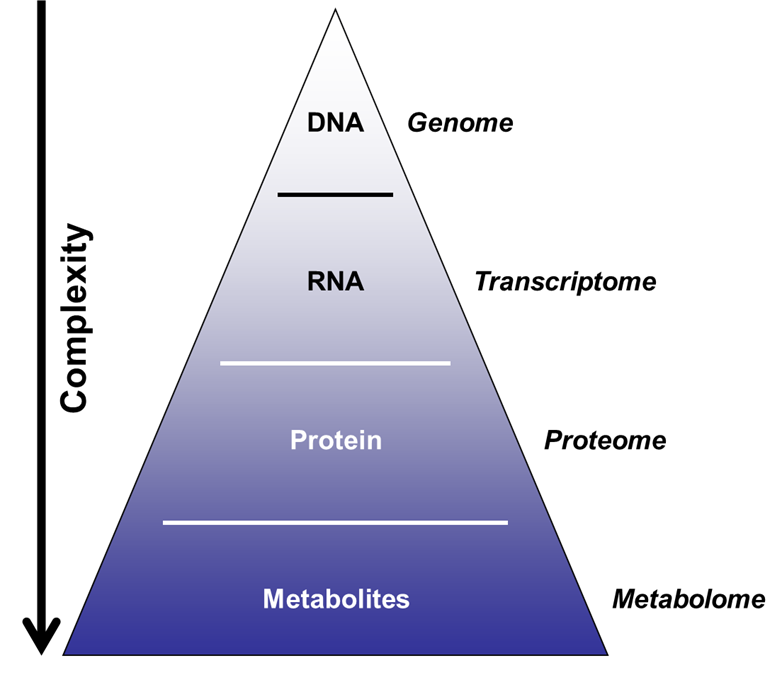 DNA
Genome
RNA
Transcriptome
Complexity
Protein
Proteome
Metabolites
Metabolome